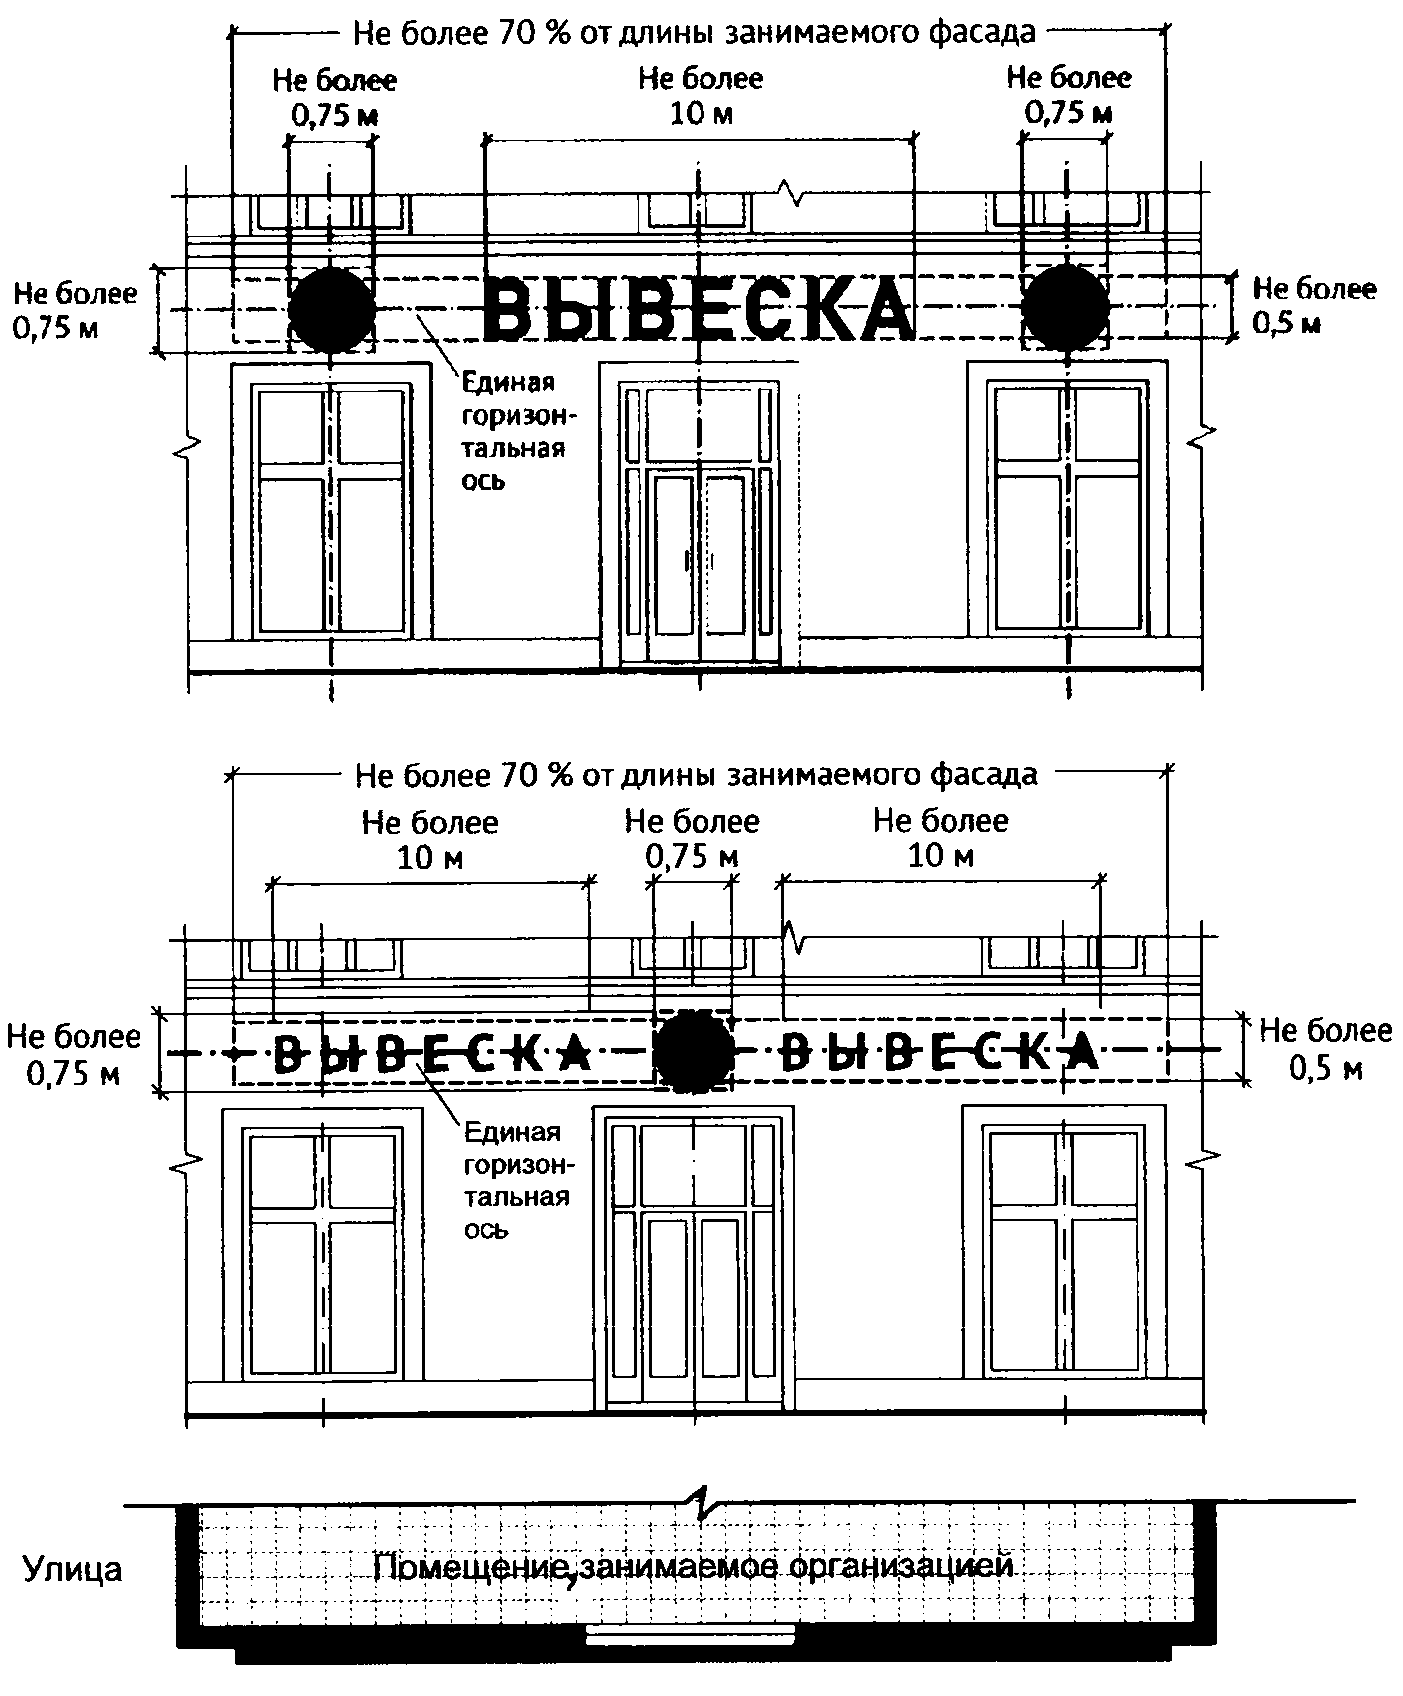 Не более 70 % от длины занимаемого фасада
Не более
0,75 м
Не более
10 м
Не более
0,75 м
Не более
0,75 м
ВЫВЕСКА
Не более
0,5 м
Единая
горизон-
тальная
ось
Не более 70 % от длины занимаемого фасада
Не более
10 м
Не более
0,75 м
Не более
10 м
Не более
0,75 м
ВЫВЕСКА
ВЫВЕСКА
Не более
0,5 м
Единая
горизон-
тальная
ось
Улица
Помещение, занимаемое организацией